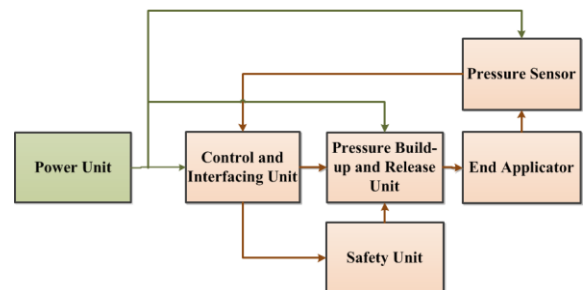 Pressure Sensor
Power Unit
Control and
Interfacing Unit
Pressure Build-
up and Release
Unit
End Applicator
Safety Unit